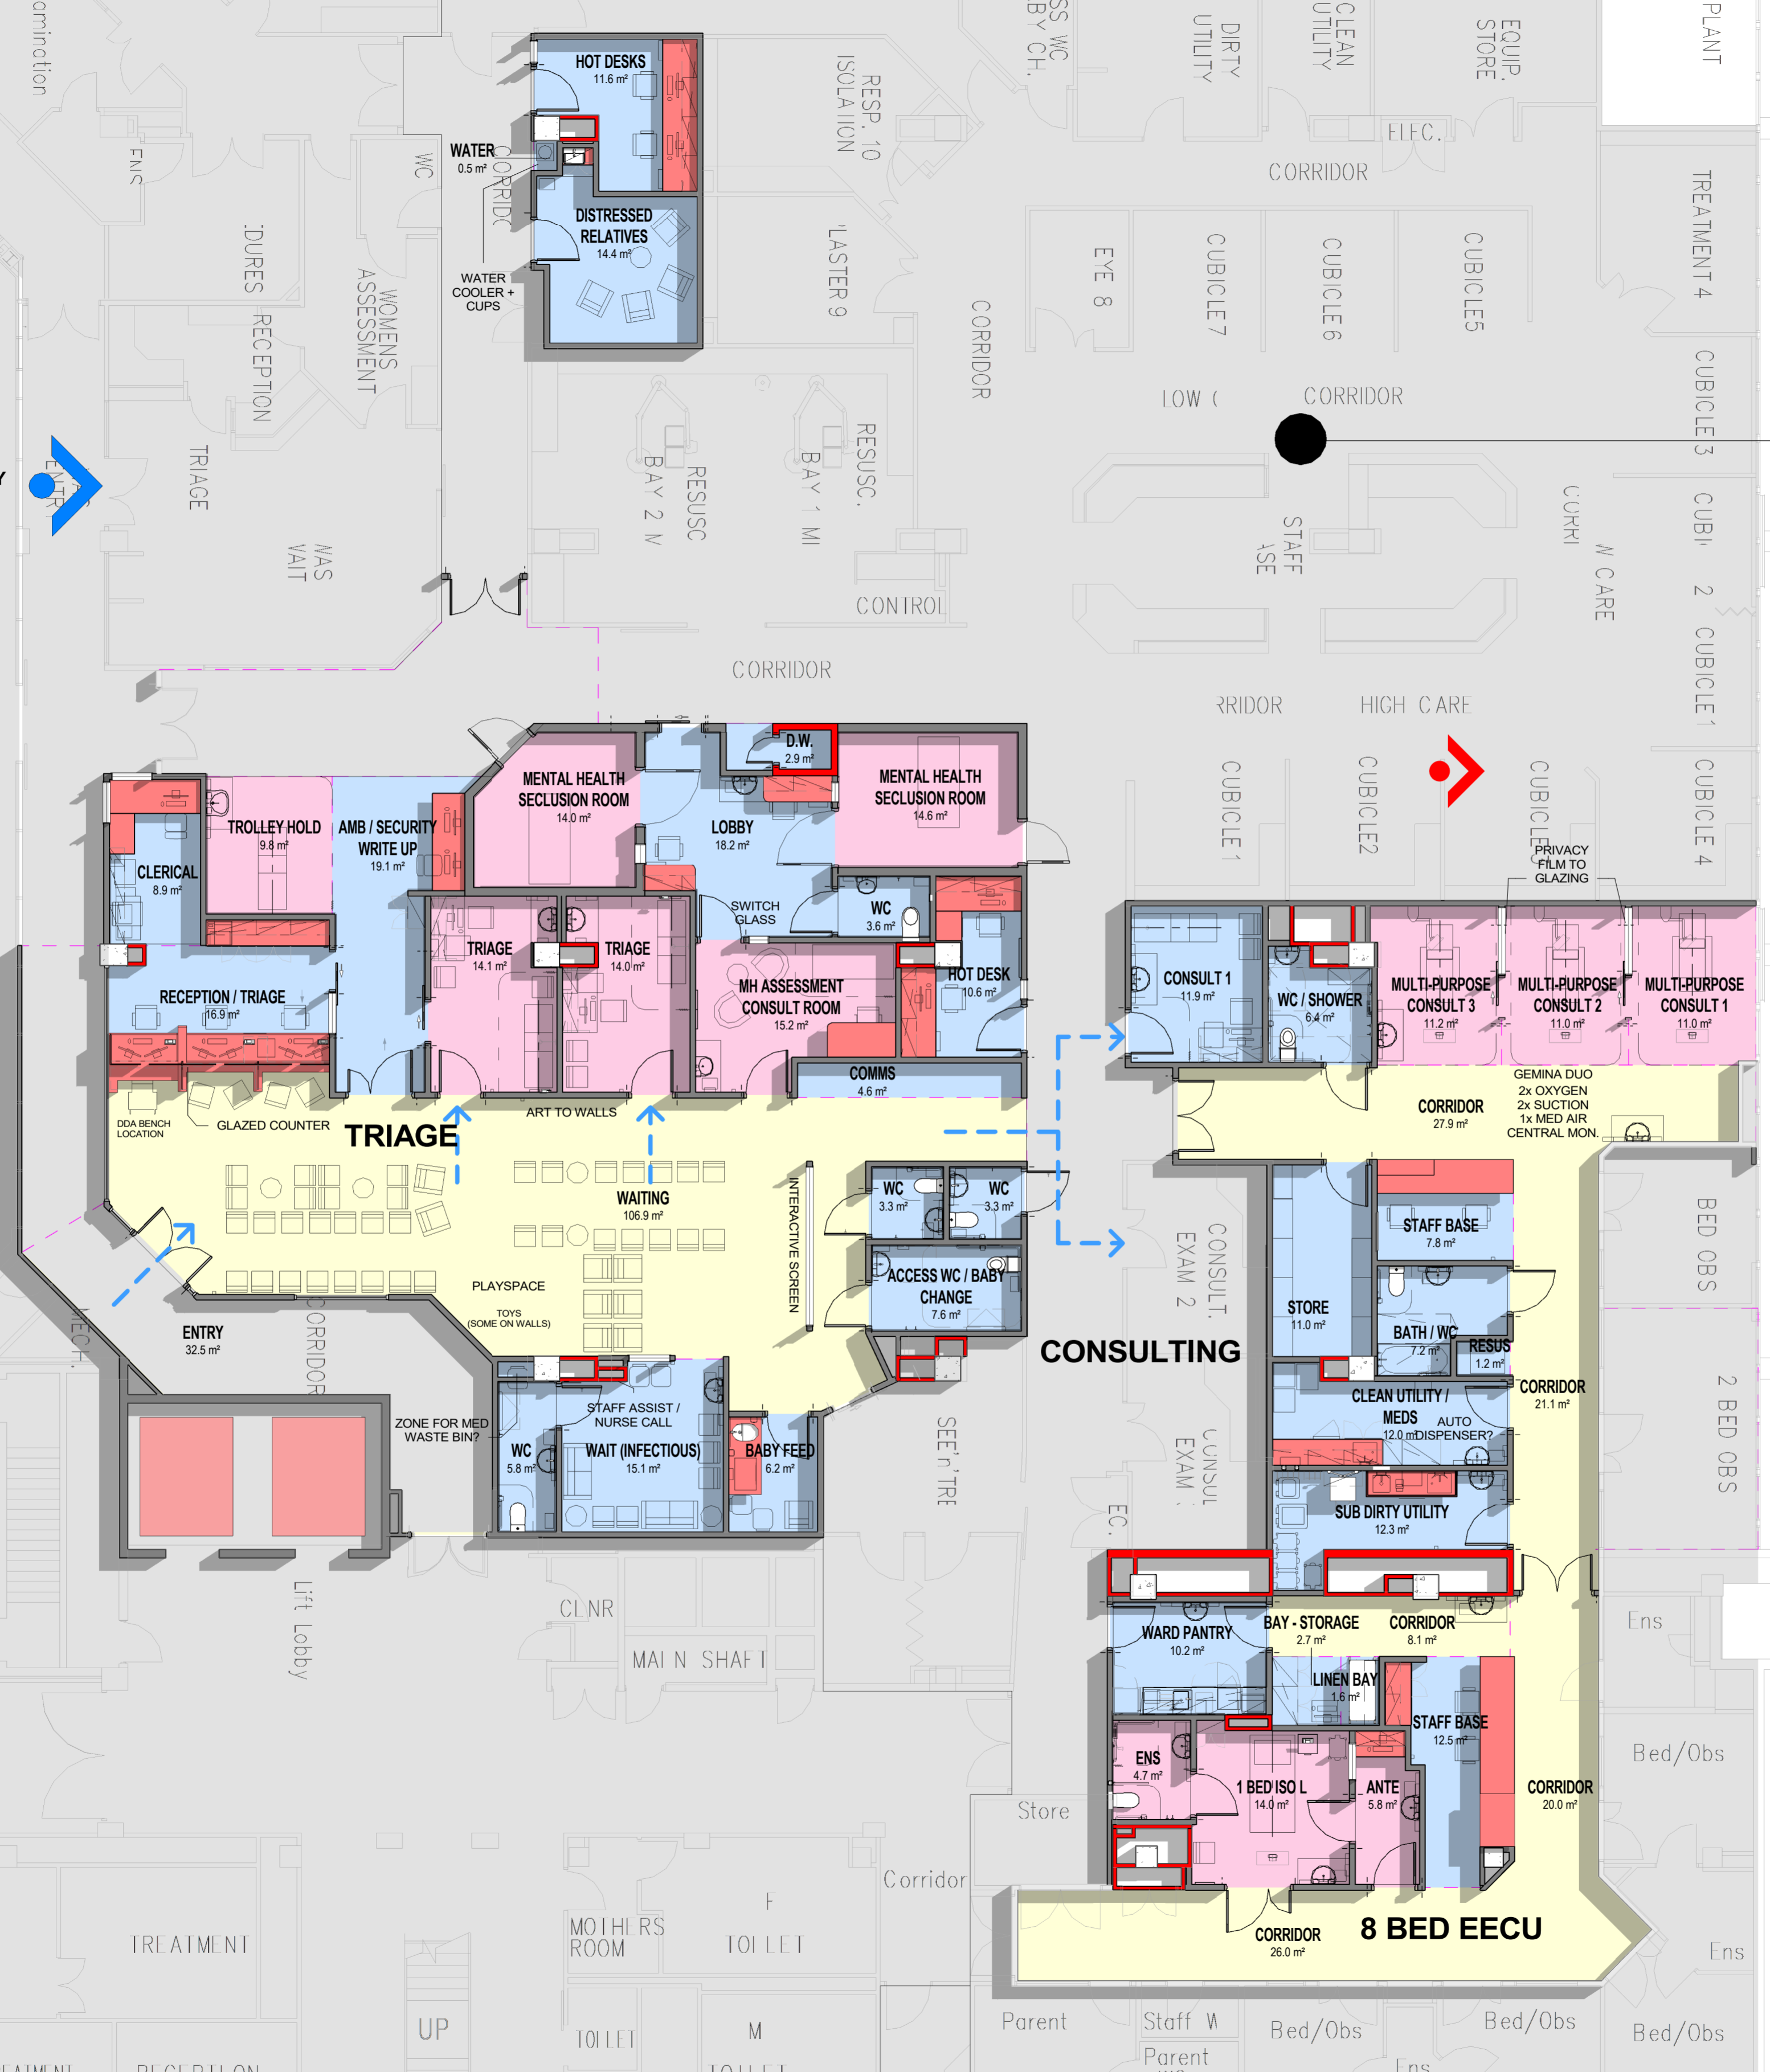 CLEAN
UTILITY
DIRTY
UTILITY
EQUIP.
STORE
PLANT
HOT DESKS
11.6 m²
RESP. 10
WATER
0.5 m²
WC
ELEC.
CORRIDOR
DISTRESSED
RELATIVES
14.4 m²
WATER
COOLER +
CUPS
WOMENS
ASSESSMENT
RECEPTION
TRIAGE
CORRIDOR
EYE 8
CUBICLE7
CUBICLE6
CUBICLE5
TREATMENT 4
CUBICLE3
CORRIDOR
RESUSC
BAY 2
RESUSC.
BAY 1
STAFF
W CARE
2
CUBICLE1
CONTROL
CORRIDOR
HIGH CARE
CUBICLE 1
CUBICLE2
CUBICLE 4
D.W.
2.9 m²
MENTAL HEALTH
SECLUSION ROOM
14.0 m²
MENTAL HEALTH
SECLUSION ROOM
14.6 m²
TROLLEY HOLD
9.8 m²
AMB / SECURITY
WRITE UP
19.1 m²
LOBBY
18.2 m²
CLERICAL
8.9 m²
PRIVACY
FILM TO
GLAZING
SWITCH
GLASS
WC
3.6 m²
TRIAGE
14.1 m²
TRIAGE
14.0 m²
MH ASSESSMENT
CONSULT ROOM
15.2 m²
HOT DESK
10.6 m²
RECEPTION / TRIAGE
16.9 m²
CONSULT 1
11.9 m²
WC / SHOWER
6.4 m²
MULTI-PURPOSE
CONSULT 3
11.2 m²
MULTI-PURPOSE
CONSULT 2
11.0 m²
MULTI-PURPOSE
CONSULT 1
11.0 m²
COMMS
4.6 m²
GEMINA DUO
2x OXYGEN
2x SUCTION
1x MED AIR
CENTRAL MON.
CORRIDOR
27.9 m²
DDA BENCH
LOCATION
GLAZED COUNTER
TRIAGE
ART TO WALLS
WAITING
106.9 m²
INTERACTIVE SCREEN
WC
3.3 m²
WC
3.3 m²
ACCESS WC / BABY
CHANGE
7.6 m²
CONSULT.
EXAM 2
STAFF BASE
7.8 m²
BED OBS
PLAYSPACE
TOYS
(SOME ON WALLS)
STORE
11.0 m²
BATH / WC
7.2 m²
RESUS
1.2 m²
ENTRY
32.5 m²
CORRIDOR
CONSULTING
CORRIDOR
21.1 m²
CLEAN UTILITY /
MEDS
12.0 m²
AUTO
DISPENSER?
2 BED OBS
ZONE FOR MED
WASTE BIN?
STAFF ASSIST /
NURSE CALL
WC
5.8 m²
WAIT (INFECTIOUS)
15.1 m²
BABY FEED
6.2 m²
EXAM
SUB DIRTY UTILITY
12.3 m²
Lift Lobby
CLNR
MAIN SHAFT
WARD PANTRY
10.2 m²
BAY - STORAGE
2.7 m²
CORRIDOR
8.1 m²
Ens
LINEN BAY
1.6 m²
STAFF BASE
12.5 m²
ENS
4.7 m²
1 BED ISOL
14.0 m²
ANTE
5.8 m²
CORRIDOR
20.0 m²
Bed/Obs
Store
Corridor
CORRIDOR
26.0 m²
8 BED EECU
Ens
TREATMENT
MOTHERS
ROOM
F
TOILET
UP
TOILET
M
Parent
Staff W
Parent
Bed/Obs
Bed/Obs
Bed/Obs
Ens